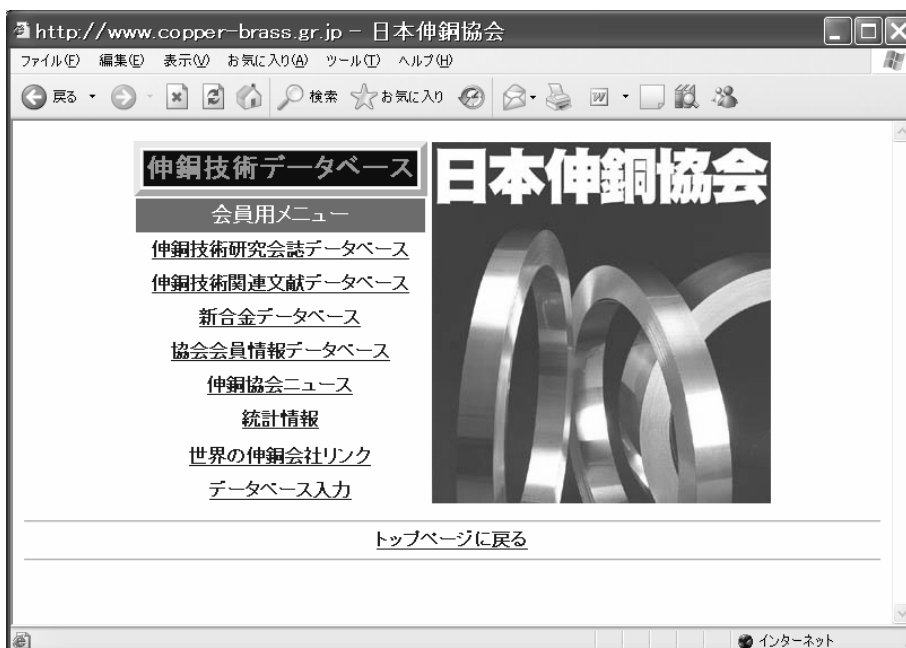 http://www.copper-brass.gr.jp - 日本伸銅協会
ファイル(F) 編集(E) 表示(V) お気に入り(A) ツール(T) ヘルプ(H)
戻る 検索 お気に入り
伸銅技術データベース
日本伸銅協会
会員用メニュー
伸銅技術研究会誌データベース
伸銅技術関連文献データベース
新合金データベース
協会会員情報データベース
伸銅協会ニュース
統計情報
世界の伸銅会社リンク
データベース入力
トップページに戻る
インターネット